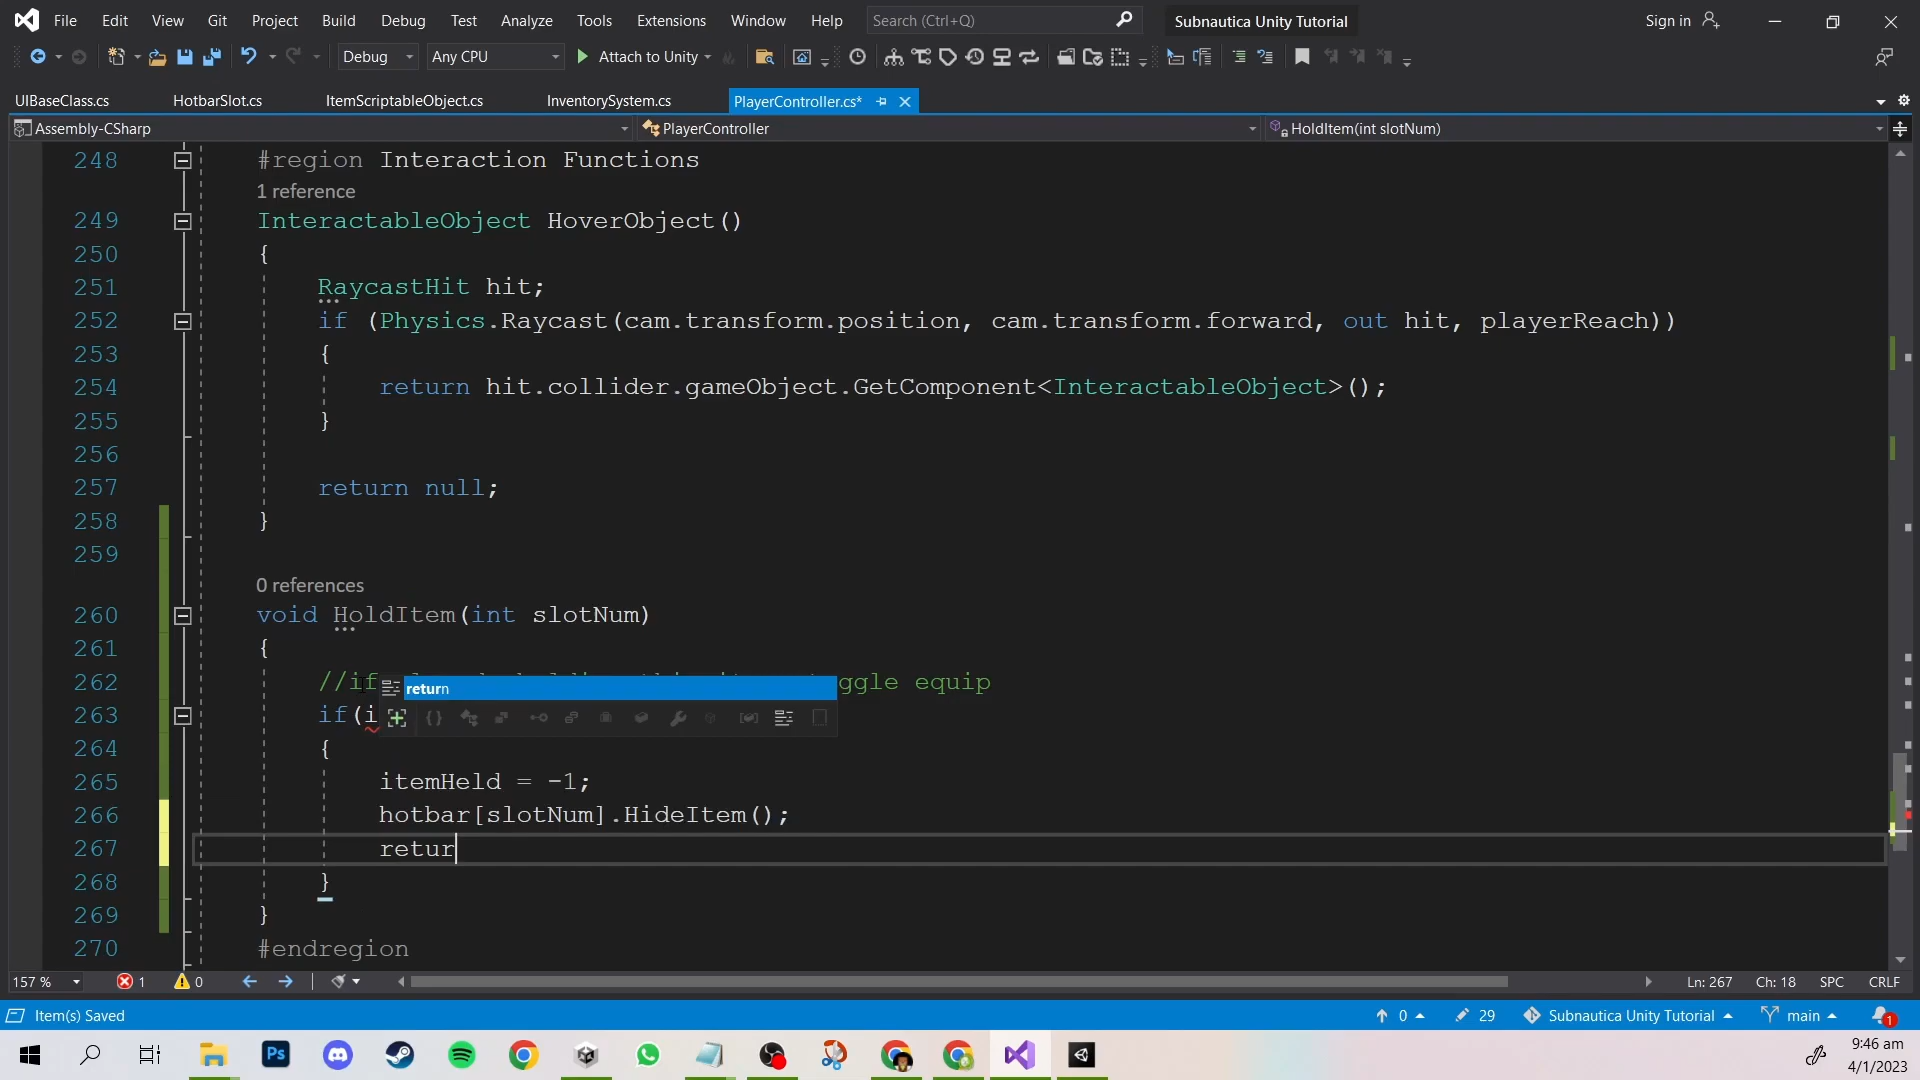 File Edit View Git Project Build Debug Test Analyze Tools Extensions Window Help Search (Ctrl+Q) Subnautica Unity Tutorial Sign in
Debug Any CPU Attach to Unity
UIBaseClass.cs HotbarSlot.cs ItemScriptableObject.cs InventorySystem.cs PlayerController.cs*
Assembly-CSharp PlayerController HoldItem(int slotNum)
248 #region Interaction Functions
1 reference
249 InteractableObject HoverObject()
250 {
251 RaycastHit hit;
252 if (Physics.Raycast(cam.transform.position, cam.transform.forward, out hit, playerReach))
253 {
254 return hit.collider.gameObject.GetComponent<InteractableObject>();
255 }
256
257 return null;
258 }
259
0 references
260 void HoldItem(int slotNum)
261 {
262 //if ggle equip
return
263 if(i
264 {
265 itemHeld = -1;
266 hotbar[slotNum].HideItem();
267 retur
268 }
269 }
270 #endregion
157 % 1 0 Ln: 267 Ch: 18 SPC CRLF
Item(s) Saved 0 29 Subnautica Unity Tutorial main 1
Ps 9:46 am
4/1/2023